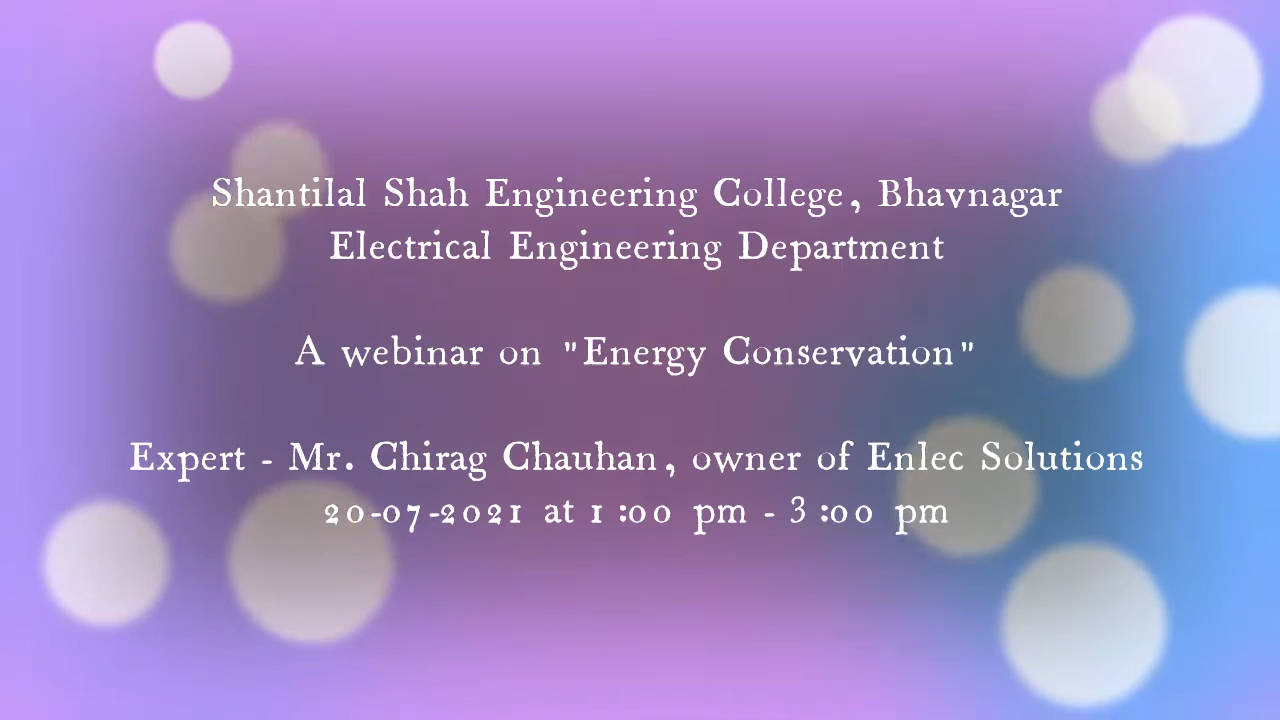 Shantilal Shah Engineering College, Bhavnagar
Electrical Engineering Department
A webinar on "Energy Conservation"
Expert - Mr. Chirag Chauhan, owner of Enlec Solutions
20-07-2021 at 1:00 pm - 3:00 pm